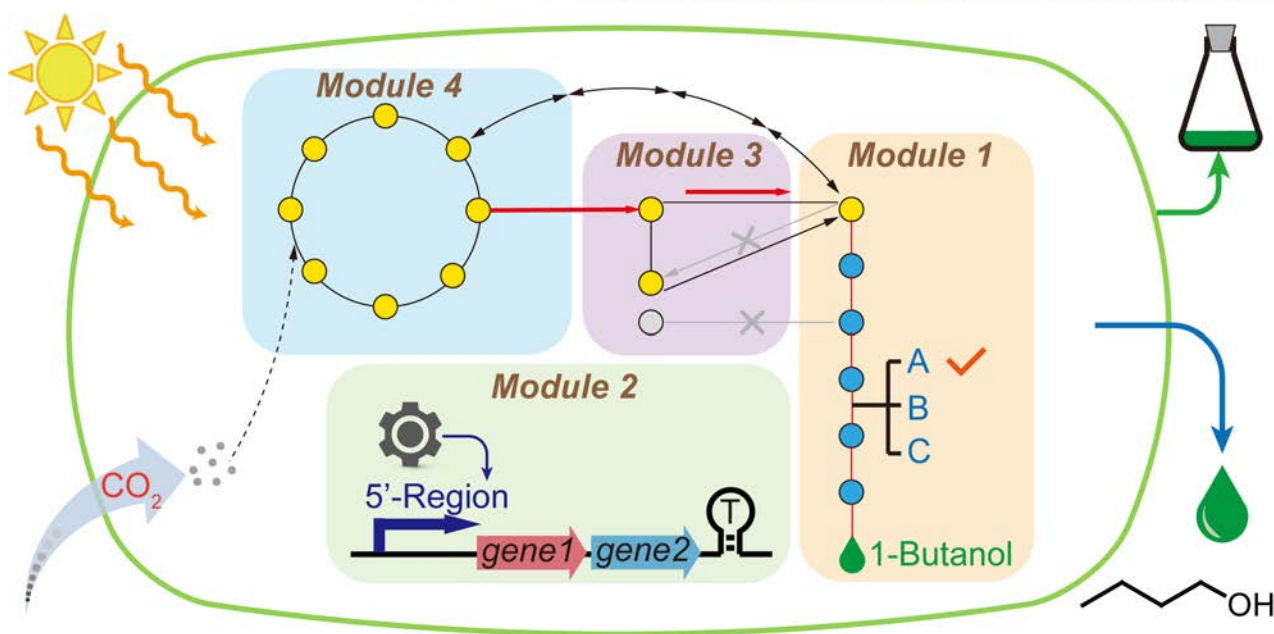 Module 4
Module 3
Module 1
A
B
C
Module 2
CO₂
5’-Region
T
gene1
gene2
1-Butanol
OH